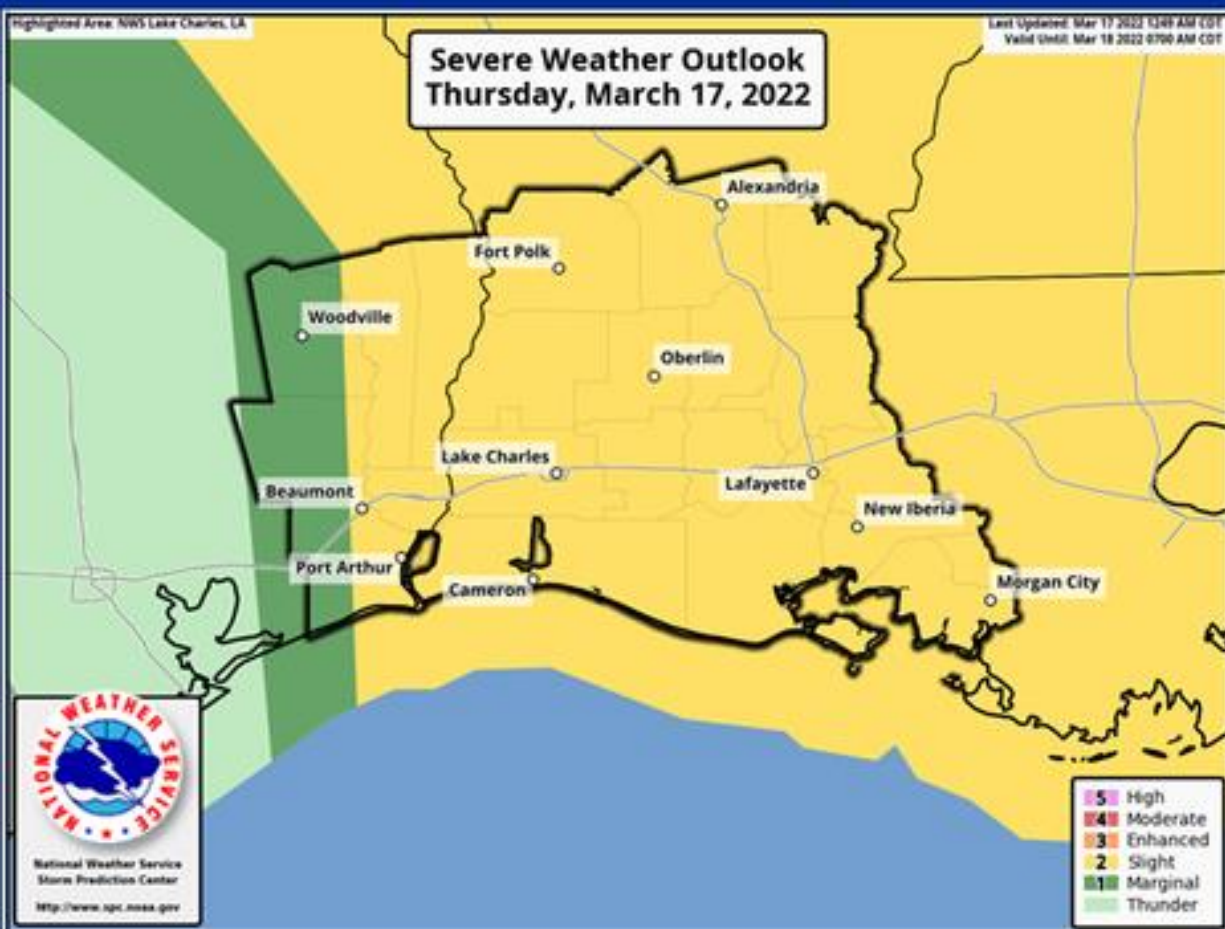 Highlighted Area: NWS Lake Charles, LA
Last Updated: Mar 17 2022 1249 AM CDT
Valid Until: Mar 18 2022 0700 AM CDT
Severe Weather Outlook
Thursday, March 17, 2022
Alexandria
Fort Polk
Woodville
Oberlin
Lake Charles
Lafayette
Beaumont
New Iberia
Port Arthur
Cameron
Morgan City
NATIONAL WEATHER SERVICE
National Weather Service
Storm Prediction Center
http://www.spc.noaa.gov
5 High
4 Moderate
3 Enhanced
2 Slight
1 Marginal
Thunder